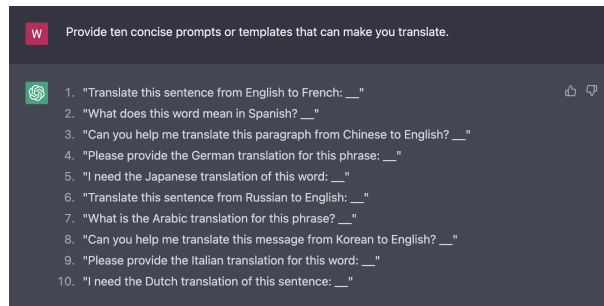 W
Provide ten concise prompts or templates that can make you translate.
1. "Translate this sentence from English to French: __"
2. "What does this word mean in Spanish? __"
3. "Can you help me translate this paragraph from Chinese to English? __"
4. "Please provide the German translation for this phrase: __"
5. "I need the Japanese translation of this word: __"
6. "Translate this sentence from Russian to English: __"
7. "What is the Arabic translation for this phrase? __"
8. "Can you help me translate this message from Korean to English? __"
9. "Please provide the Italian translation for this word: __"
10. "I need the Dutch translation of this sentence: __"